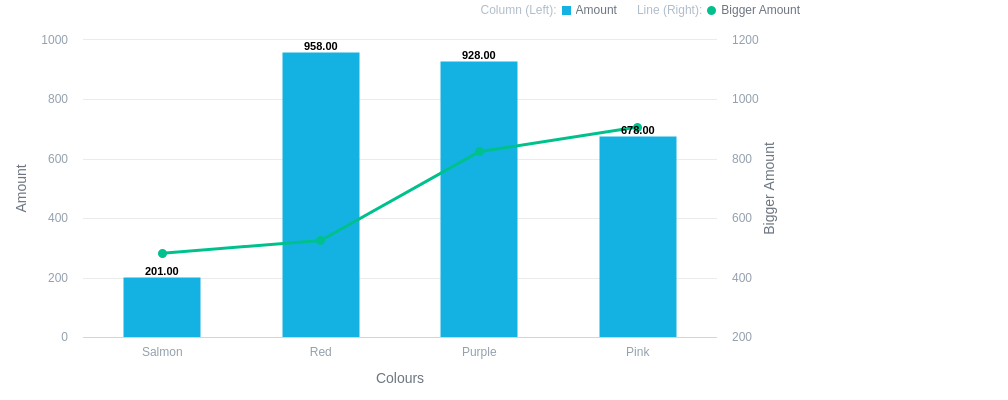 Column (Left): Amount Line (Right): Bigger Amount
1000 958.00 1200
800 928.00 1000
600 678.00 800
400 600
200 201.00 400
0 200
Amount
Bigger Amount
Salmon Red Purple Pink
Colours